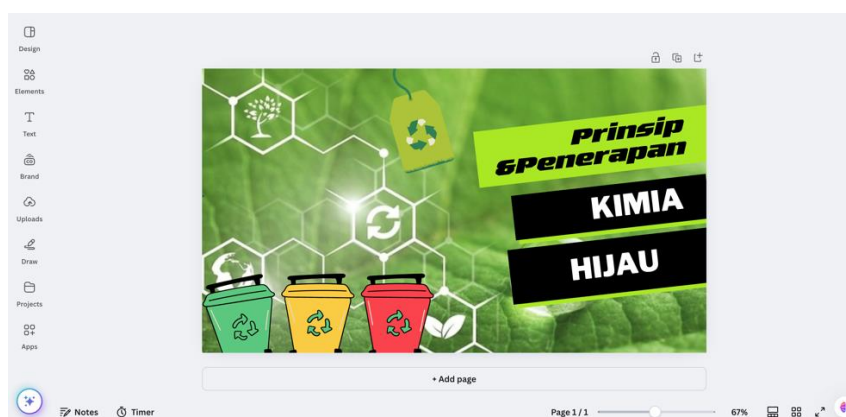 Design
Elements
Text
Brand
Uploads
Draw
Projects
Apps
Prinsip
&Penerapan
KIMIA
HIJAU
+ Add page
Notes
Timer
Page 1 / 1
67%